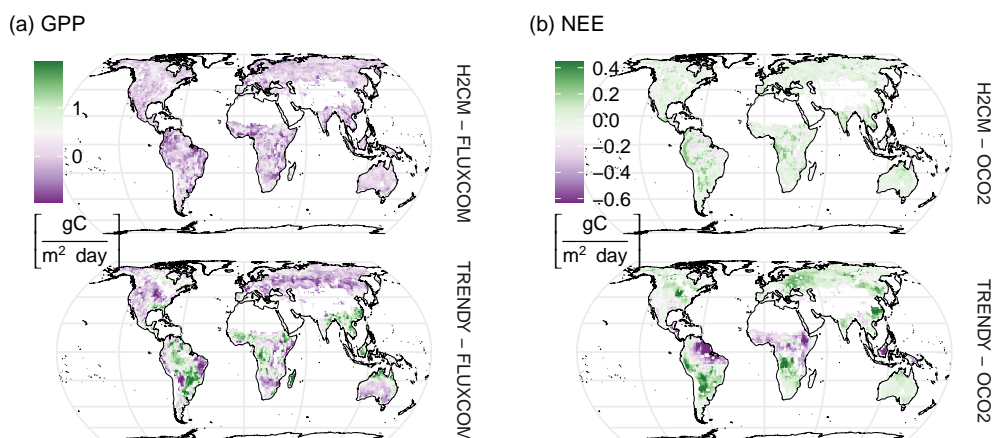 (a) GPP
1
0
gC
m² day
H2CM – FLUXCOM
TRENDY – FLUXCOM
(b) NEE
0.4
0.2
0.0
−0.2
−0.4
−0.6
gC
m² day
H2CM – OCO2
TRENDY – OCO2